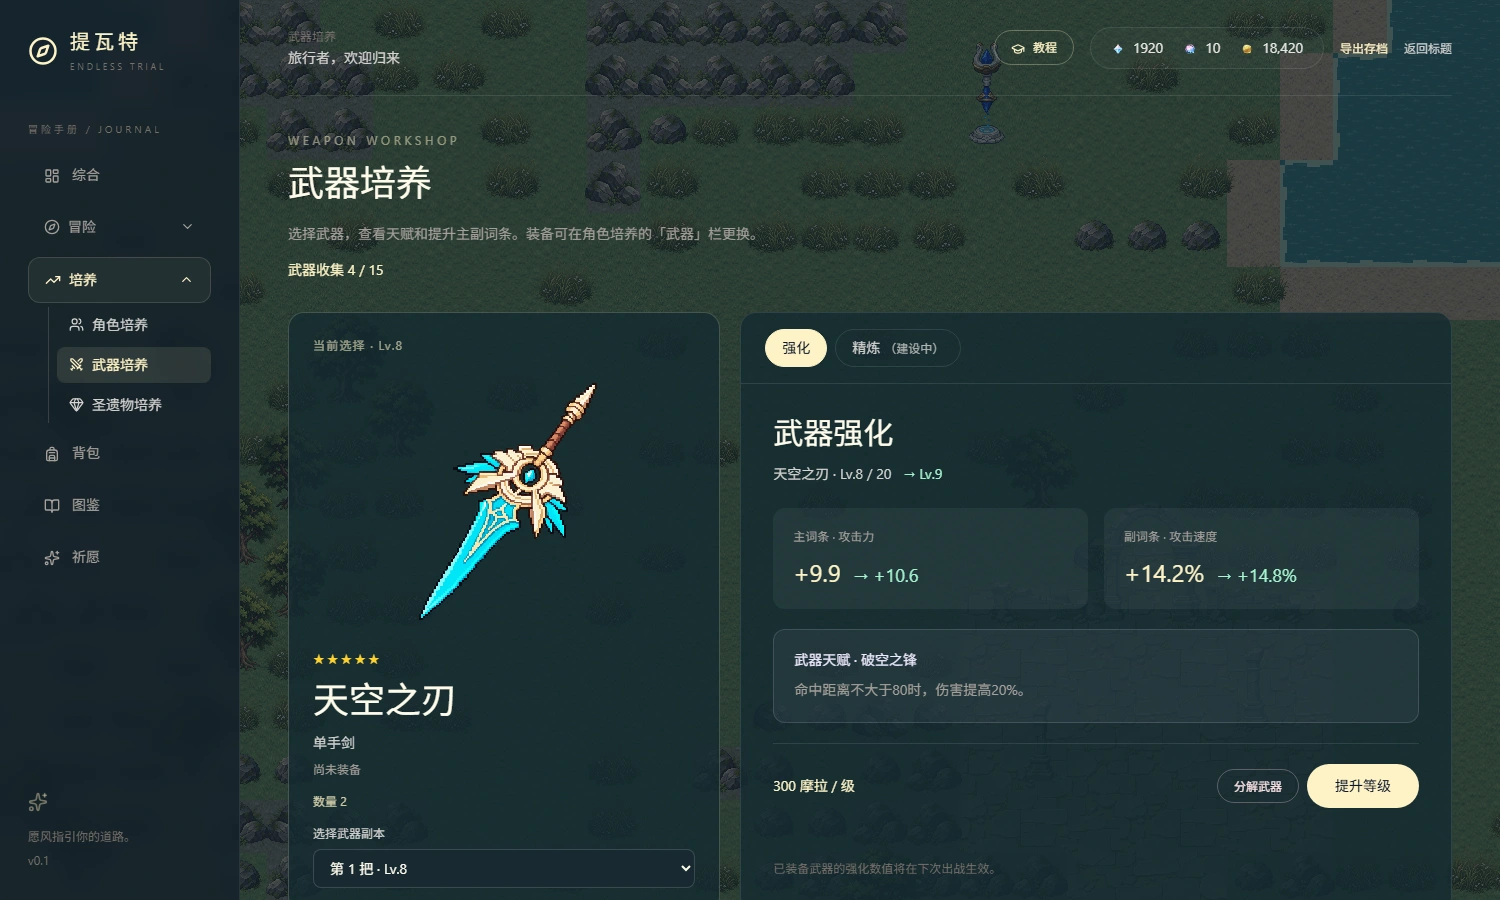 提瓦特
ENDLESS TRIAL
冒险手册 / JOURNAL
综合
冒险
培养
角色培养
武器培养
圣遗物培养
背包
图鉴
祈愿
愿风指引你的道路。
v0.1
武器培养
旅行者，欢迎归来
教程
1920
10
18,420
导出存档
返回标题
WEAPON WORKSHOP
武器培养
选择武器，查看天赋和提升主副词条。装备可在角色培养的「武器」栏更换。
武器收集 4 / 15
当前选择 · Lv.8
★★★★★
天空之刃
单手剑
尚未装备
数量 2
选择武器副本
第 1 把 · Lv.8
强化
精炼 （建设中）
武器强化
天空之刃 · Lv.8 / 20 → Lv.9
主词条 · 攻击力
+9.9 → +10.6
副词条 · 攻击速度
+14.2% → +14.8%
武器天赋 · 破空之锋
命中距离不大于80时，伤害提高20%。
300 摩拉 / 级
分解武器
提升等级
已装备武器的强化数值将在下次出战生效。